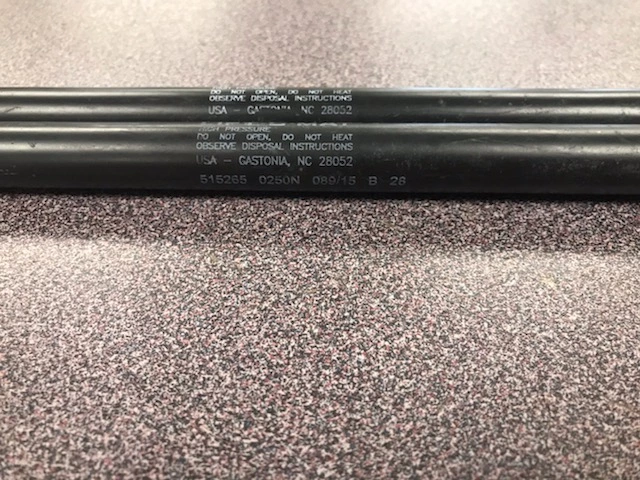 DO NOT OPEN, DO NOT HEAT
OBSERVE DISPOSAL INSTRUCTIONS
USA - GASTONIA, NC 28052
HIGH PRESSURE
DO NOT OPEN, DO NOT HEAT
OBSERVE DISPOSAL INSTRUCTIONS
USA - GASTONIA, NC 28052
515265 0250N 089/15 B 28